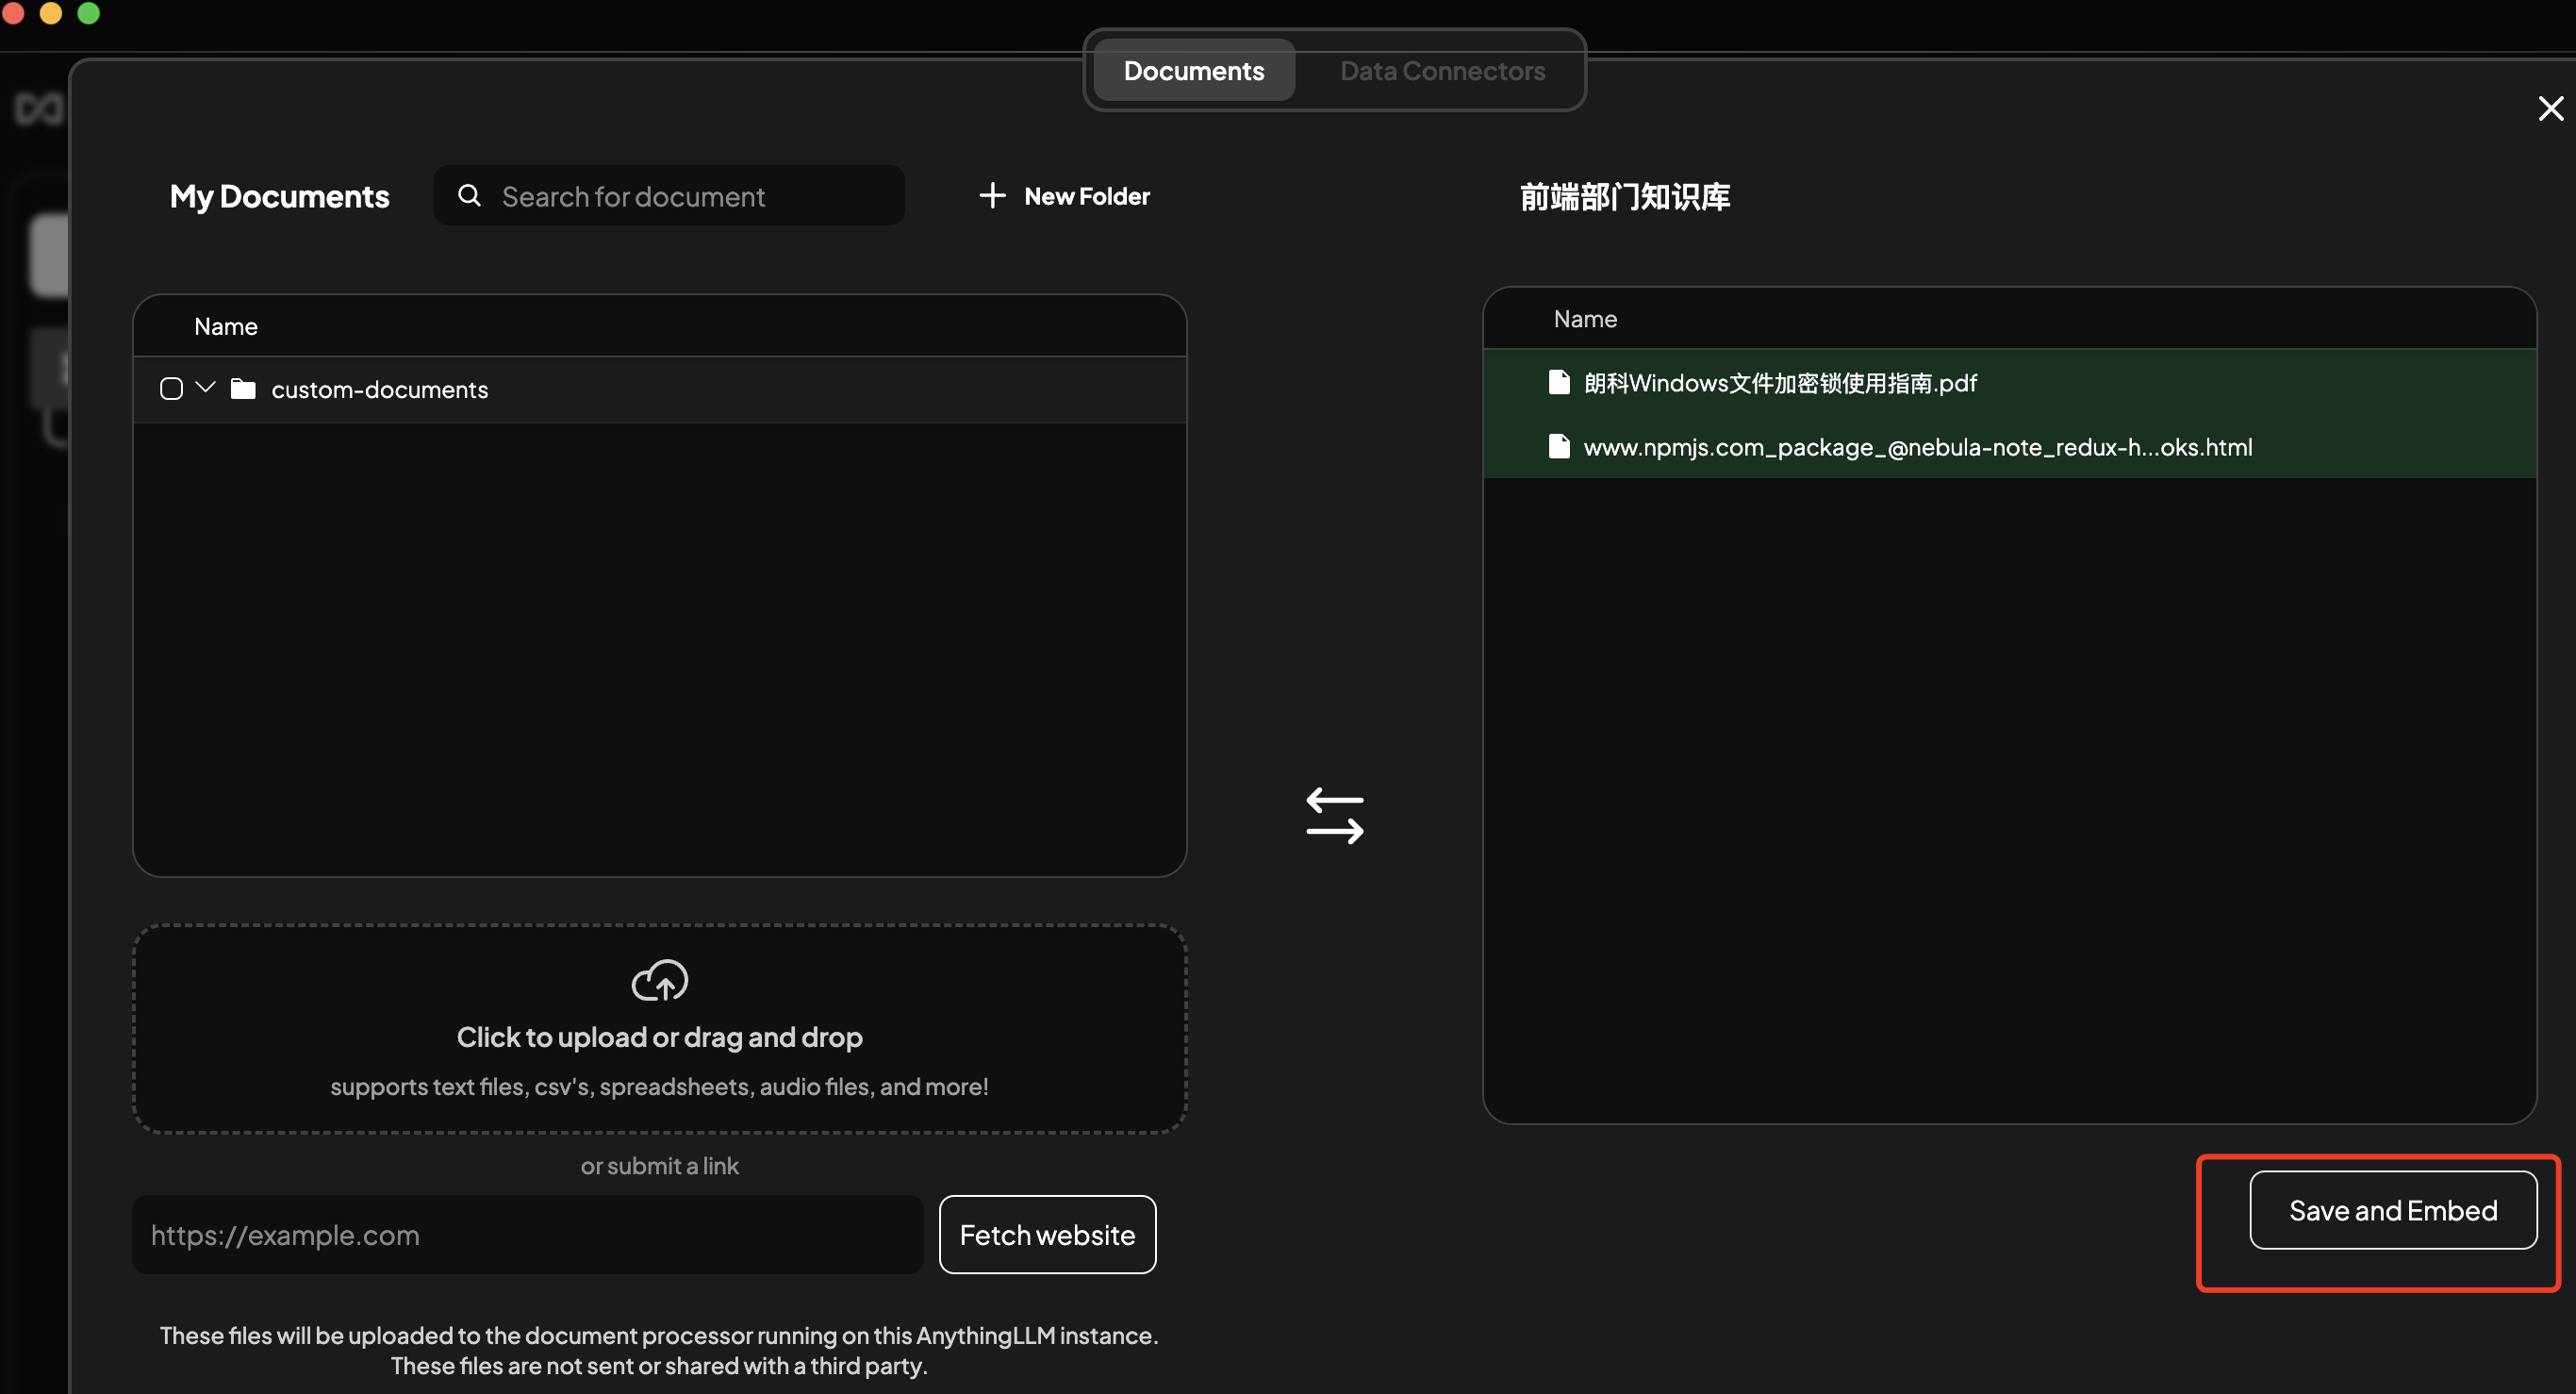 Documents
Data Connectors
My Documents
Search for document
New Folder
前端部门知识库
Name
custom-documents
Name
朗科Windows文件加密锁使用指南.pdf
www.npmjs.com_package_@nebula-note_redux-h...oks.html
Click to upload or drag and drop
supports text files, csv's, spreadsheets, audio files, and more!
or submit a link
https://example.com
Fetch website
Save and Embed
These files will be uploaded to the document processor running on this AnythingLLM instance.
These files are not sent or shared with a third party.